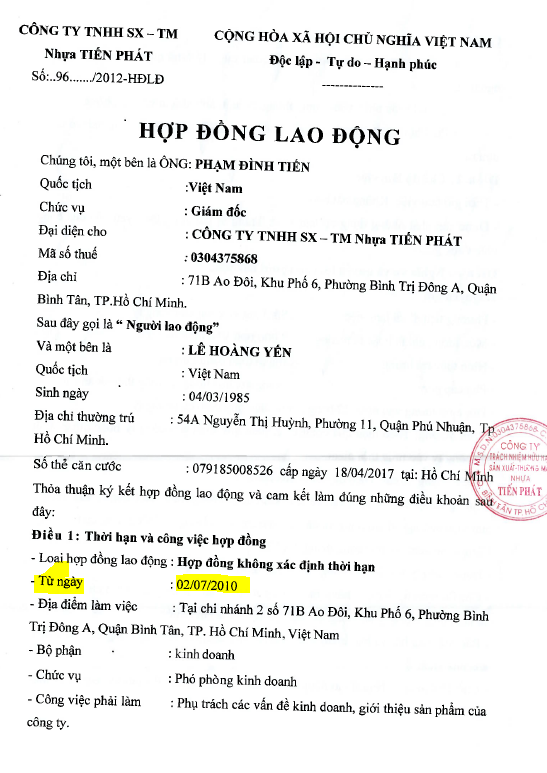 CÔNG TY TNHH SX – TM
Nhựa TIẾN PHÁT
Số:..96......./2012-HĐLĐ
CỘNG HÒA XÃ HỘI CHỦ NGHĨA VIỆT NAM
Độc lập - Tự do – Hạnh phúc
---------------
HỢP ĐỒNG LAO ĐỘNG
Chúng tôi, một bên là ÔNG: PHẠM ĐÌNH TIẾN
Quốc tịch :Việt Nam
Chức vụ : Giám đốc
Đại diện cho : CÔNG TY TNHH SX – TM Nhựa TIẾN PHÁT
Mã số thuế : 0304375868
Địa chỉ : 71B Ao Đôi, Khu Phố 6, Phường Bình Trị Đông A, Quận
Bình Tân, TP.Hồ Chí Minh.
Sau đây gọi là “ Người lao động”
Và một bên là : LÊ HOÀNG YẾN
Quốc tịch : Việt Nam
Sinh ngày : 04/03/1985
Địa chỉ thường trú : 54A Nguyễn Thị Huỳnh, Phường 11, Quận Phú Nhuận, Tp
Hồ Chí Minh.
Số thẻ căn cước : 079185008526 cấp ngày 18/04/2017 tại: Hồ Chí Minh
Thỏa thuận ký kết hợp đồng lao động và cam kết làm đúng những điều khoản sau
đây:
Điều 1: Thời hạn và công việc hợp đồng
- Loại hợp đồng lao động : Hợp đồng không xác định thời hạn
- Từ ngày : 02/07/2010
- Địa điểm làm việc : Tại chi nhánh 2 số 71B Ao Đôi, Khu Phố 6, Phường Bình
Trị Đông A, Quận Bình Tân, TP. Hồ Chí Minh, Việt Nam
- Bộ phận : kinh doanh
- Chức vụ : Phó phòng kinh doanh
- Công việc phải làm : Phụ trách các vấn đề kinh doanh, giới thiệu sản phẩm của
công ty.
M.S.D.N:0304375868-C
CÔNG TY
TRÁCH NHIỆM HỮU HẠ
SẢN XUẤT-THƯƠNG MẠ
NHỰA
TIẾN PHÁT
BÌNH TÂN TP. HỒ